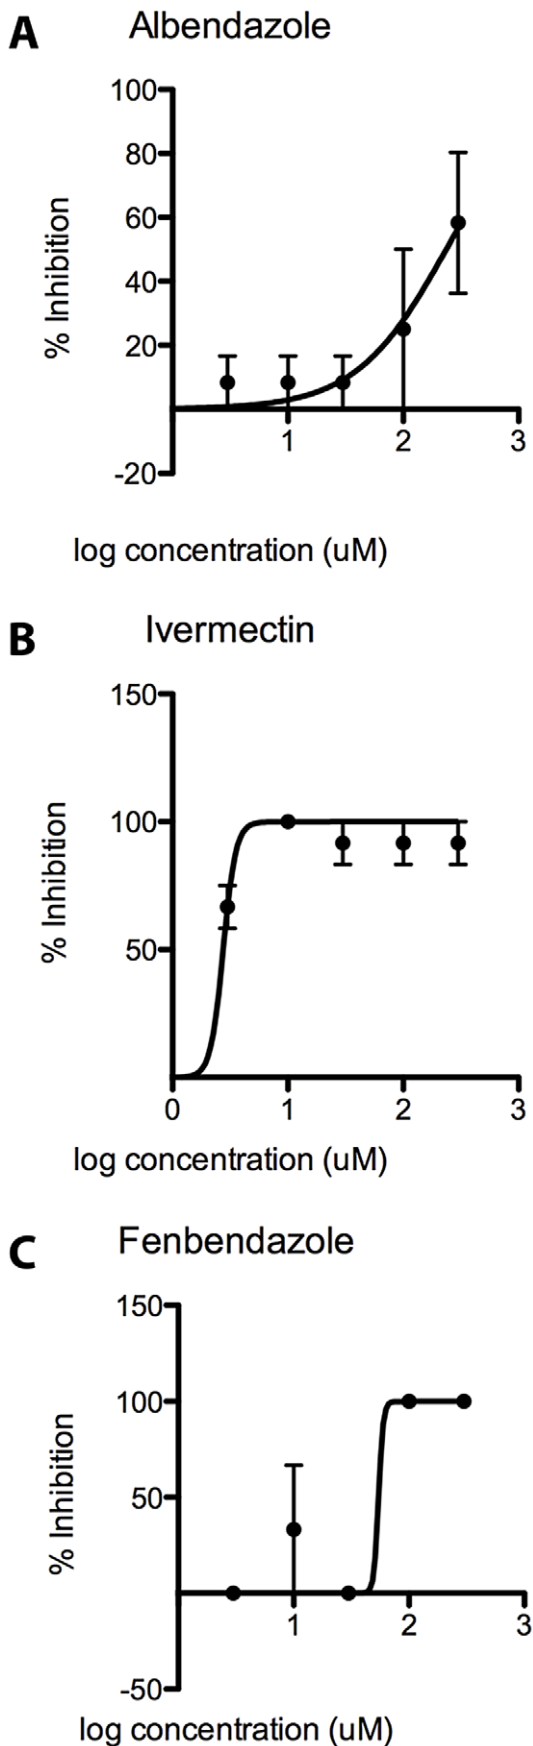 A
Albendazole
100
80
60
40
20
-20
% Inhibition
1 2 3
log concentration (uM)
B
Ivermectin
150
100
50
% Inhibition
0 1 2 3
log concentration (uM)
C
Fenbendazole
150
100
50
-50
% Inhibition
1 2 3
log concentration (uM)